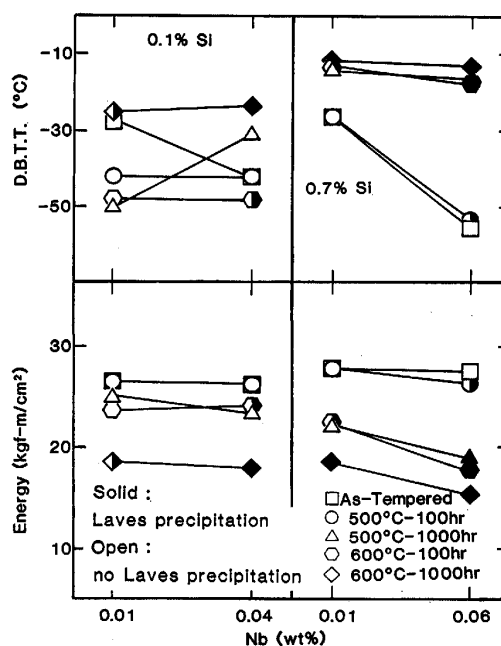 0.1% Si
0.7% Si
D.B.T.T. (°C)
-10
-30
-50
Energy (kgf-m/cm²)
30
20
10
Solid :
Laves precipitation
Open :
no Laves precipitation
As-Tempered
500°C-100hr
500°C-1000hr
600°C-100hr
600°C-1000hr
0.01
0.04
0.01
0.06
Nb (wt%)